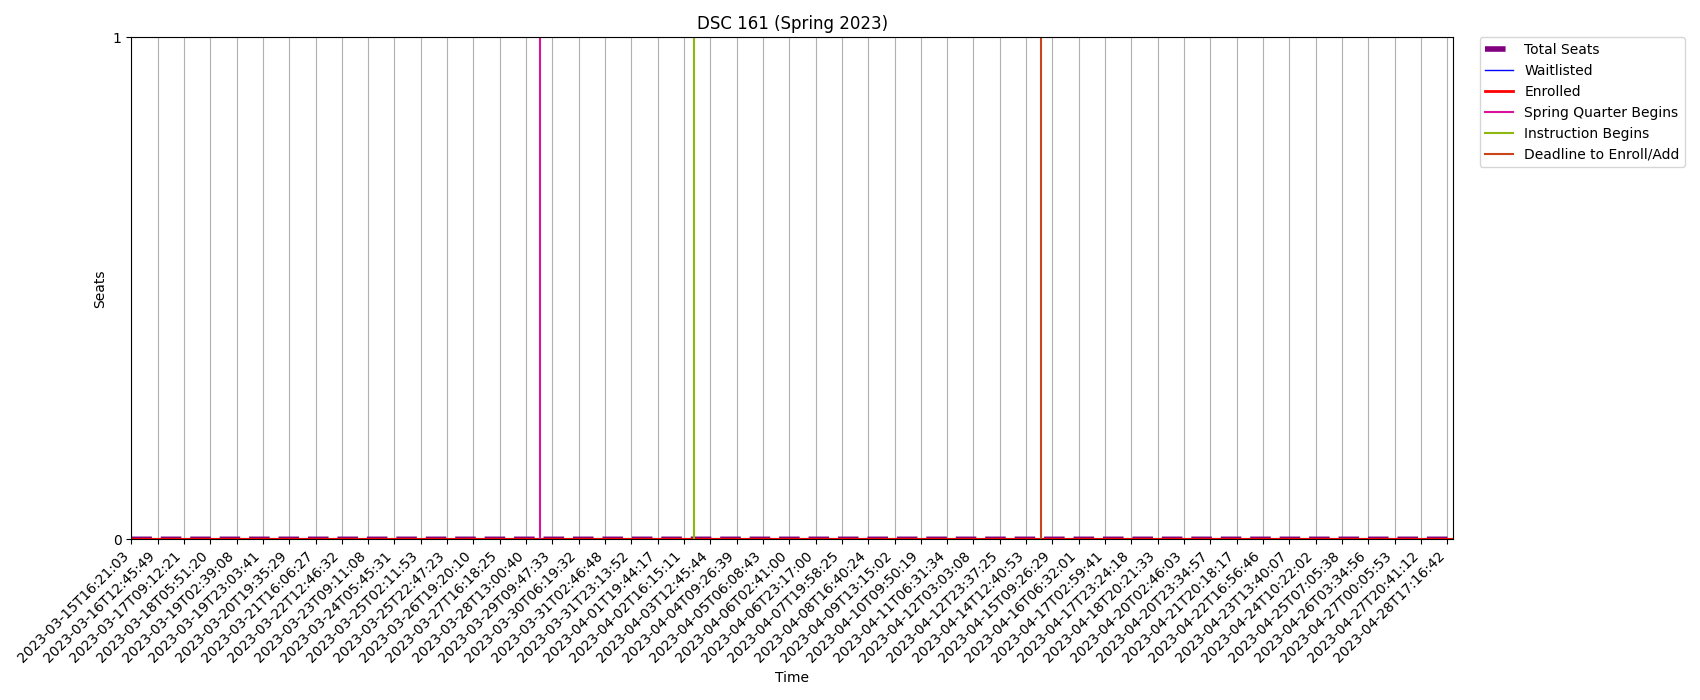 DSC 161 (Spring 2023)
1
0
Seats
Total Seats
Waitlisted
Enrolled
Spring Quarter Begins
Instruction Begins
Deadline to Enroll/Add
2023-03-15T16:21:03
2023-03-16T12:45:49
2023-03-17T09:12:21
2023-03-18T05:51:20
2023-03-19T02:39:08
2023-03-19T23:03:41
2023-03-20T19:35:29
2023-03-21T16:06:27
2023-03-22T12:46:32
2023-03-23T09:11:08
2023-03-24T05:45:31
2023-03-25T02:11:53
2023-03-25T22:47:23
2023-03-26T19:20:10
2023-03-27T16:18:25
2023-03-28T13:00:40
2023-03-29T09:47:33
2023-03-30T06:19:32
2023-03-31T02:46:48
2023-03-31T23:13:52
2023-04-01T19:44:17
2023-04-02T16:15:11
2023-04-03T12:45:44
2023-04-04T09:26:39
2023-04-05T06:08:43
2023-04-06T02:41:00
2023-04-06T23:17:00
2023-04-07T19:58:25
2023-04-08T16:40:24
2023-04-09T13:15:02
2023-04-10T09:50:19
2023-04-11T06:31:34
2023-04-12T03:03:08
2023-04-12T23:37:25
2023-04-14T12:40:53
2023-04-15T09:26:29
2023-04-16T06:32:01
2023-04-17T02:59:41
2023-04-17T23:24:18
2023-04-18T20:21:33
2023-04-20T02:46:03
2023-04-20T23:34:57
2023-04-21T20:18:17
2023-04-22T16:56:46
2023-04-23T13:40:07
2023-04-24T10:22:02
2023-04-25T07:05:38
2023-04-26T03:34:56
2023-04-27T00:05:53
2023-04-27T20:41:12
2023-04-28T17:16:42
Time